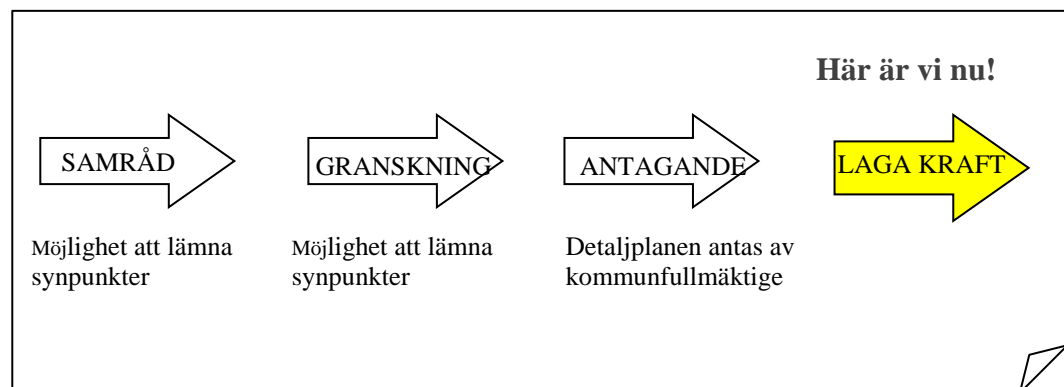 Här är vi nu!
SAMRÅD
GRANSKNING
ANTAGANDE
LAGA KRAFT
Möjlighet att lämna
synpunkter
Möjlighet att lämna
synpunkter
Detaljplanen antas av
kommunfullmäktige